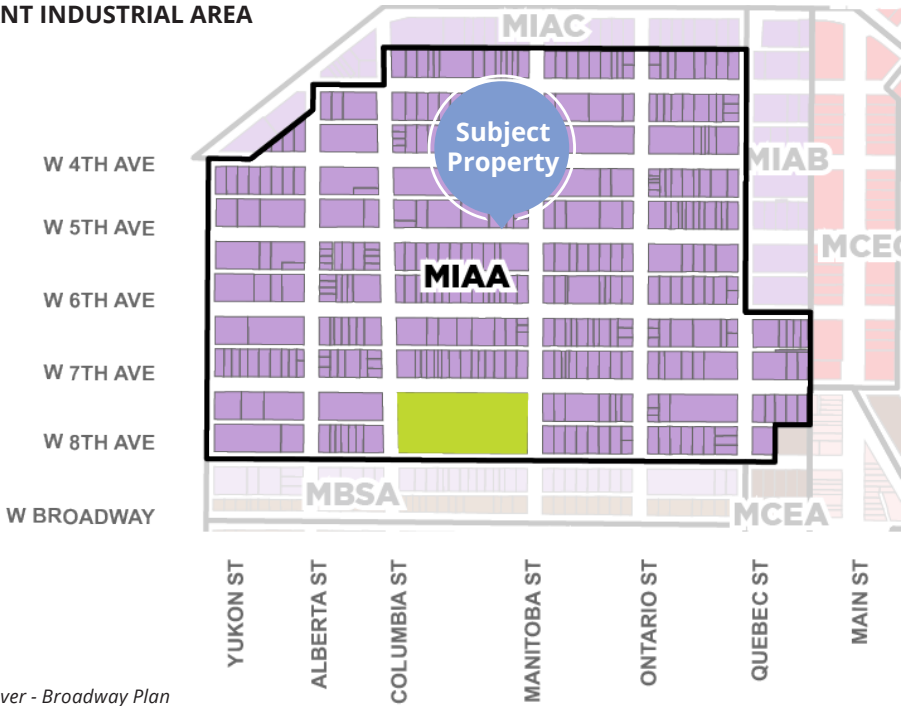 NT INDUSTRIAL AREA
MIAC
Subject
Property
W 4TH AVE
MIAB
W 5TH AVE
MCEC
MIAA
W 6TH AVE
W 7TH AVE
W 8TH AVE
MBSA
W BROADWAY
MCEA
YUKON ST
ALBERTA ST
COLUMBIA ST
MANITOBA ST
ONTARIO ST
QUEBEC ST
MAIN ST
ver - Broadway Plan